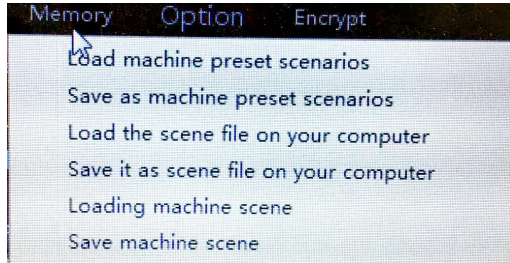 Memory Option Encrypt
Load machine preset scenarios
Save as machine preset scenarios
Load the scene file on your computer
Save it as scene file on your computer
Loading machine scene
Save machine scene